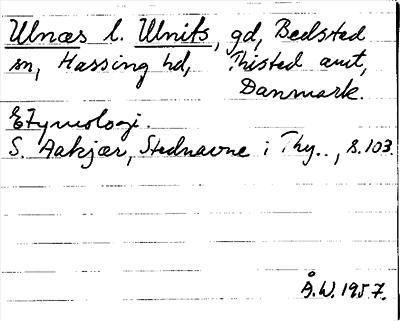 Ulnæs l. Ulnits, gd, Bedsted
sn, Hassing hd, Thisted amt,
Danmark.
Etymologi.
S. Aakjær, Stednavne i Thy.., s.103.
Å.W. 1957.